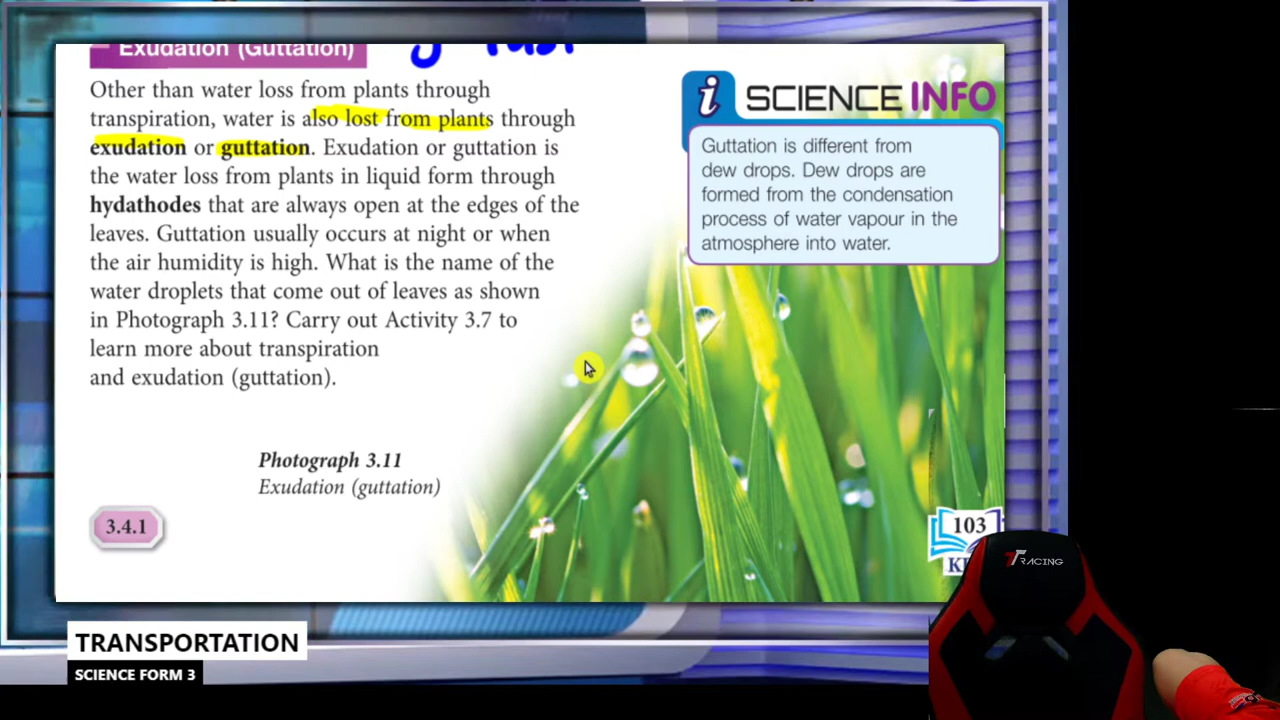 Exudation (Guttation)
Other than water loss from plants through
transpiration, water is also lost from plants through
exudation or guttation. Exudation or guttation is
the water loss from plants in liquid form through
hydathodes that are always open at the edges of the
leaves. Guttation usually occurs at night or when
the air humidity is high. What is the name of the
water droplets that come out of leaves as shown
in Photograph 3.11? Carry out Activity 3.7 to
learn more about transpiration
and exudation (guttation).
Photograph 3.11
Exudation (guttation)
3.4.1
i SCIENCE INFO
Guttation is different from
dew drops. Dew drops are
formed from the condensation
process of water vapour in the
atmosphere into water.
103
TRANSPORTATION
SCIENCE FORM 3
RACING